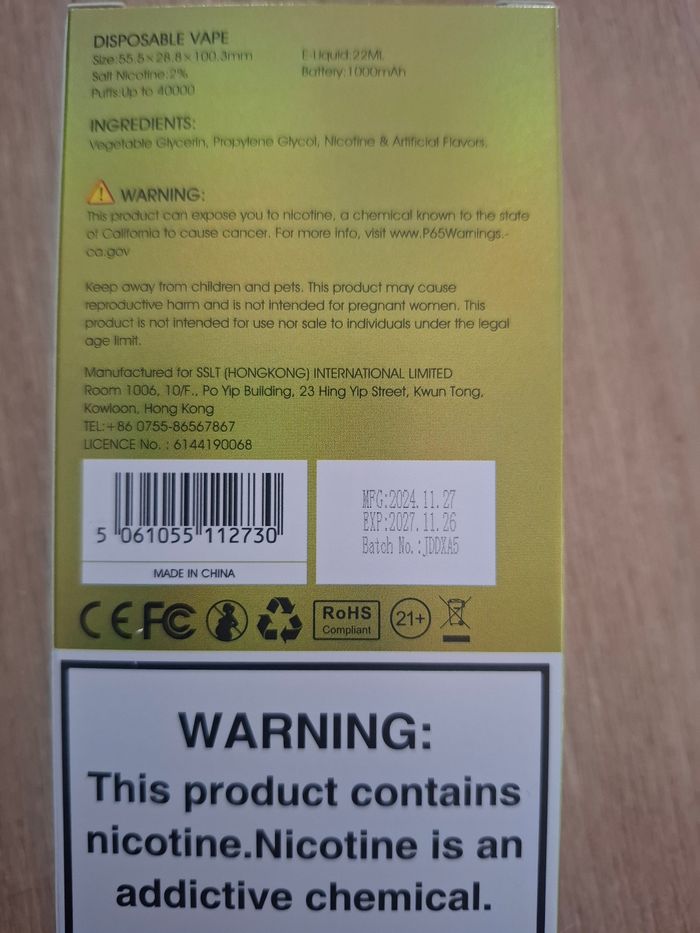 DISPOSABLE VAPE
Size:55.5×28.8×100.3mm E-Liquid:22ML
Salt Nicotine:2% Battery:1000mAh
Puffs:Up to 40000
INGREDIENTS:
Vegetable Glycerin, Propylene Glycol, Nicotine & Artificial Flavors.
WARNING:
This product can expose you to nicotine, a chemical known to the state
of California to cause cancer. For more info, visit www.P65Warnings.-
ca.gov
Keep away from children and pets. This product may cause
reproductive harm and is not intended for pregnant women. This
product is not intended for use nor sale to individuals under the legal
age limit.
Manufactured for SSLT (HONGKONG) INTERNATIONAL LIMITED
Room 1006, 10/F., Po Yip Building, 23 Hing Yip Street, Kwun Tong,
Kowloon, Hong Kong
TEL:+86 0755-86567867
LICENCE No. : 6144190068
5 061055 112730
MADE IN CHINA
MFG:2024.11.27
EXP:2027.11.26
Batch No.:JDDXA5
CE FC RoHS Compliant 21+
WARNING:
This product contains
nicotine.Nicotine is an
addictive chemical.